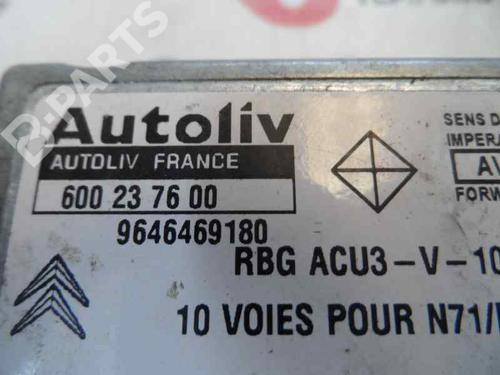 B-PARTS
Autoliv
AUTOLIV FRANCE
600 23 76 00
9646469180
SENS D
IMPERA
AV
FORW
RBG ACU3-V-10
10 VOIES POUR N71/